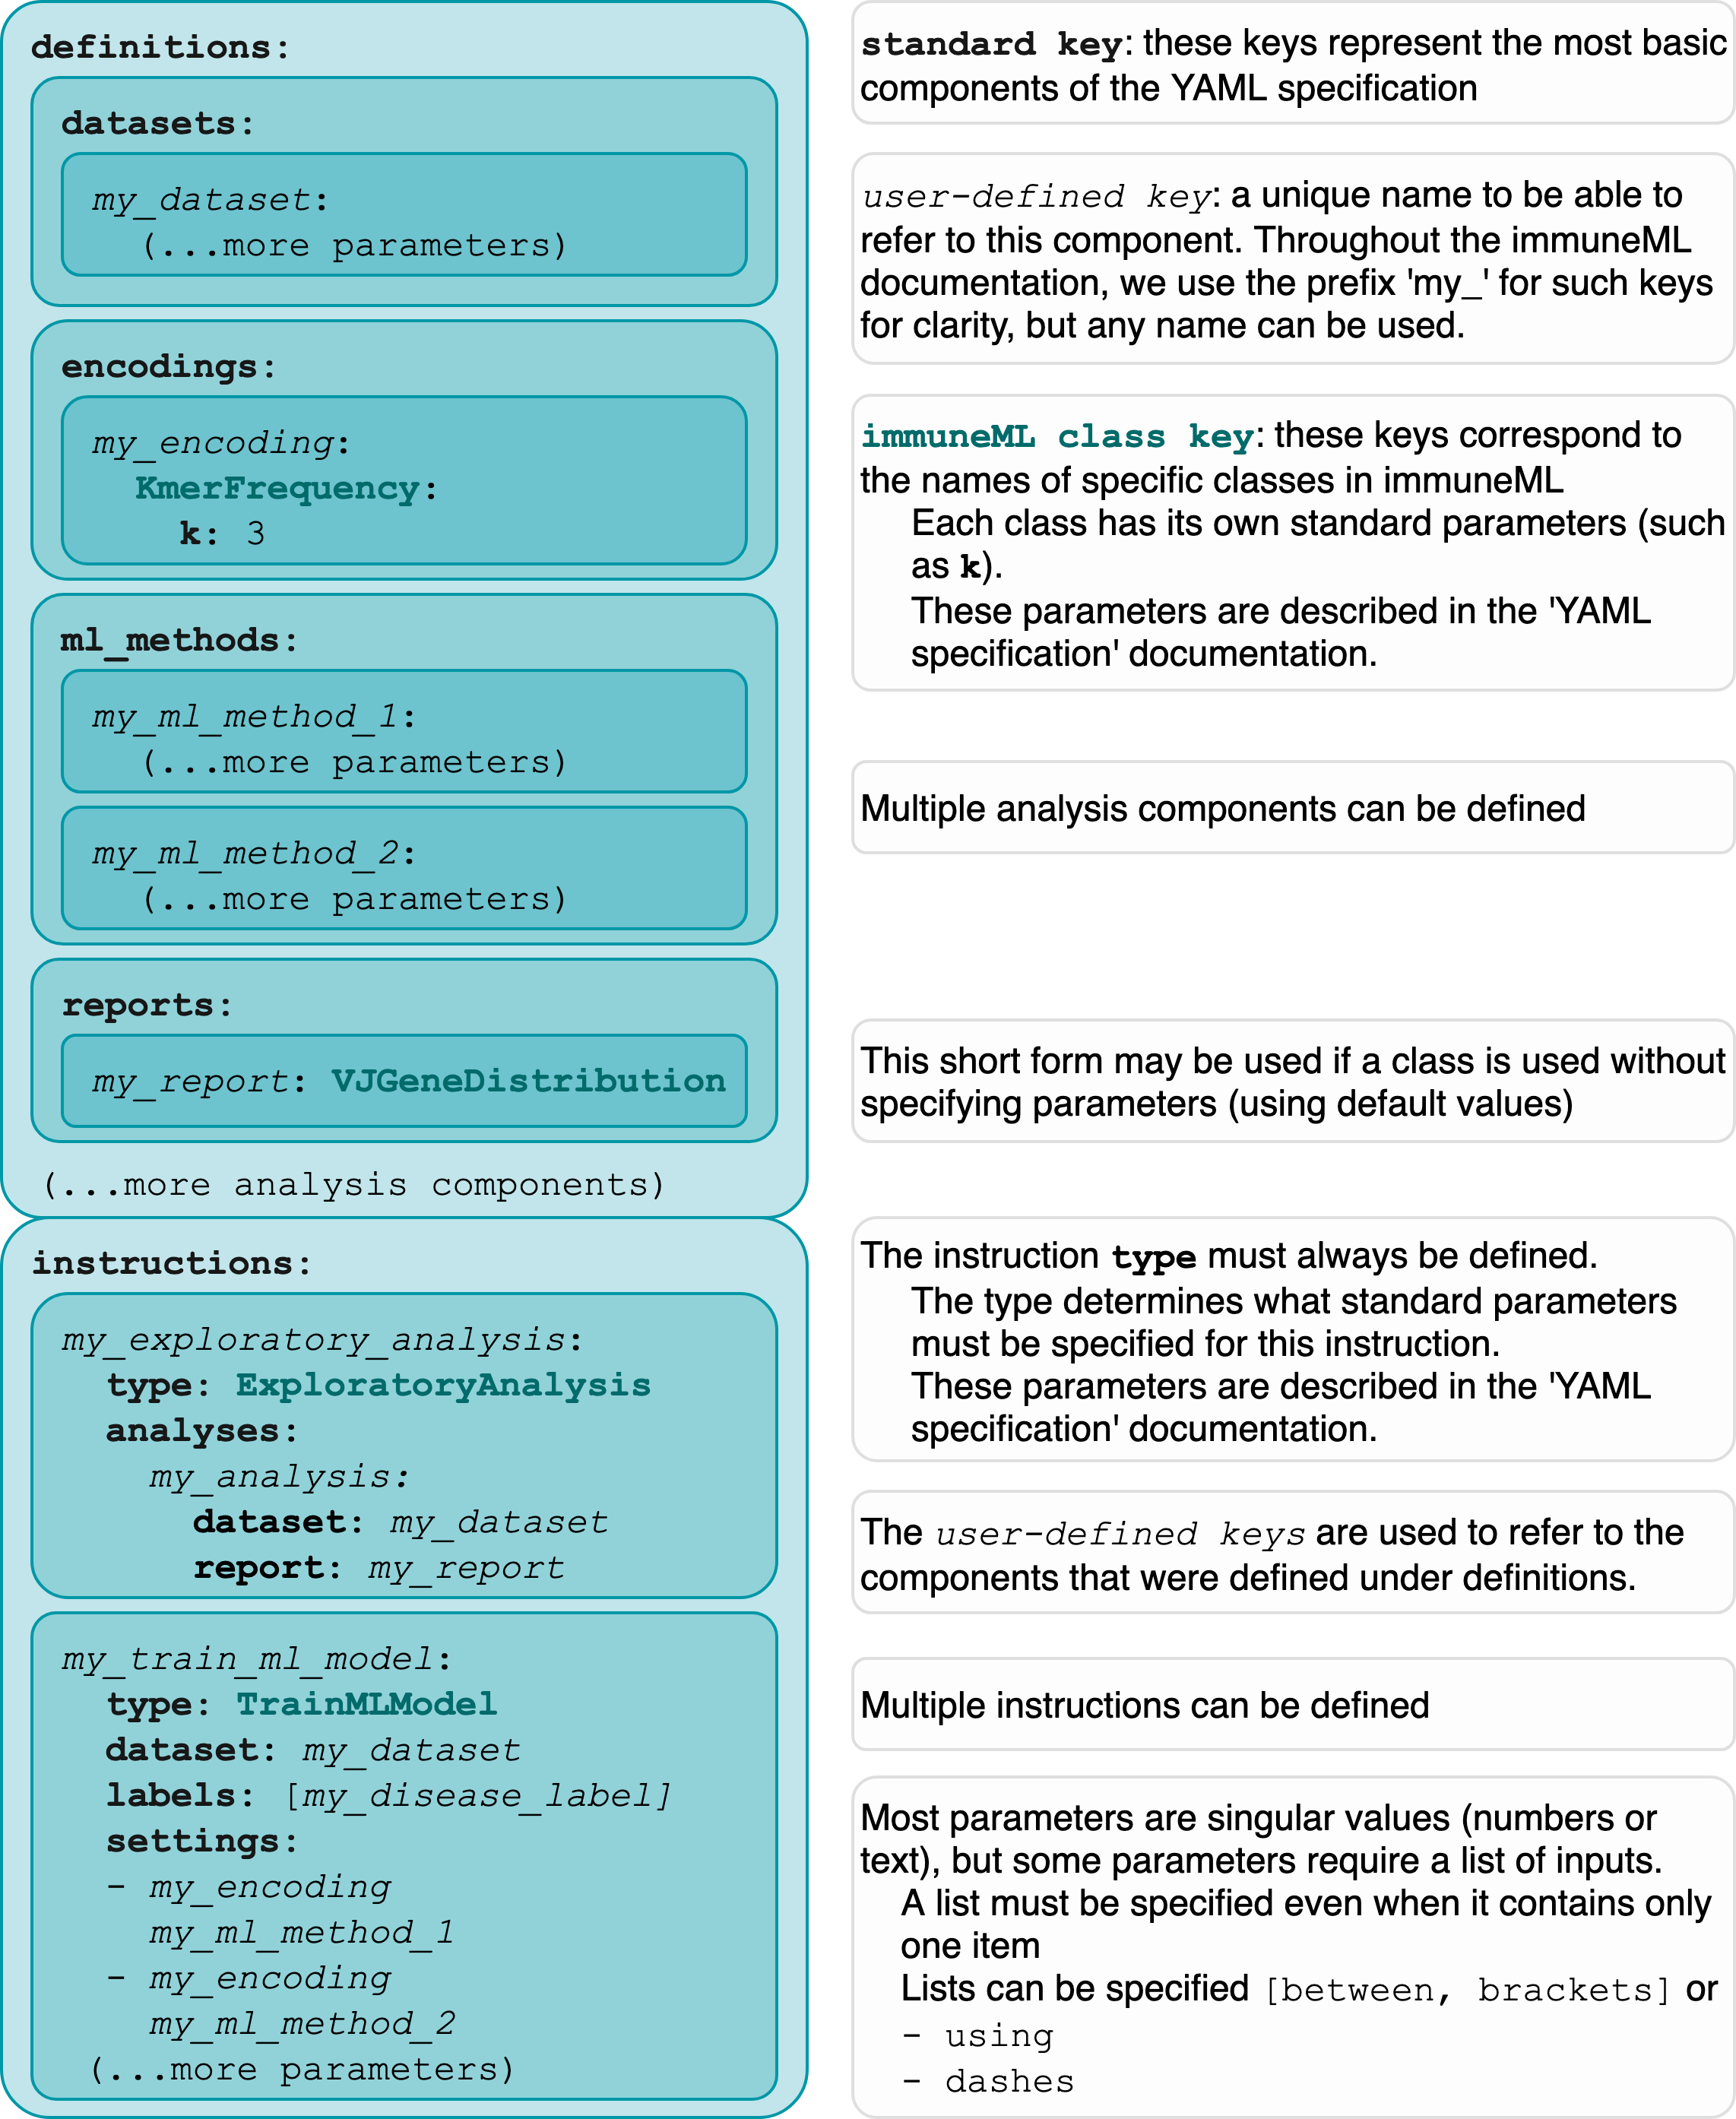 definitions:
datasets:
my_dataset:
(...more parameters)
encodings:
my_encoding:
KmerFrequency:
k: 3
ml_methods:
my_ml_method_1:
(...more parameters)
my_ml_method_2:
(...more parameters)
reports:
my_report: VJGeneDistribution
(...more analysis components)
instructions:
my_exploratory_analysis:
type: ExploratoryAnalysis
analyses:
my_analysis:
dataset: my_dataset
report: my_report
my_train_ml_model:
type: TrainMLModel
dataset: my_dataset
labels: [my_disease_label]
settings:
- my_encoding
my_ml_method_1
- my_encoding
my_ml_method_2
(...more parameters)
standard key: these keys represent the most basic
components of the YAML specification
user-defined key: a unique name to be able to
refer to this component. Throughout the immuneML
documentation, we use the prefix 'my_' for such keys
for clarity, but any name can be used.
immuneML class key: these keys correspond to
the names of specific classes in immuneML
Each class has its own standard parameters (such
as k).
These parameters are described in the 'YAML
specification' documentation.
Multiple analysis components can be defined
This short form may be used if a class is used without
specifying parameters (using default values)
The instruction type must always be defined.
The type determines what standard parameters
must be specified for this instruction.
These parameters are described in the 'YAML
specification' documentation.
The user-defined keys are used to refer to the
components that were defined under definitions.
Multiple instructions can be defined
Most parameters are singular values (numbers or
text), but some parameters require a list of inputs.
A list must be specified even when it contains only
one item
Lists can be specified [between, brackets] or
- using
- dashes